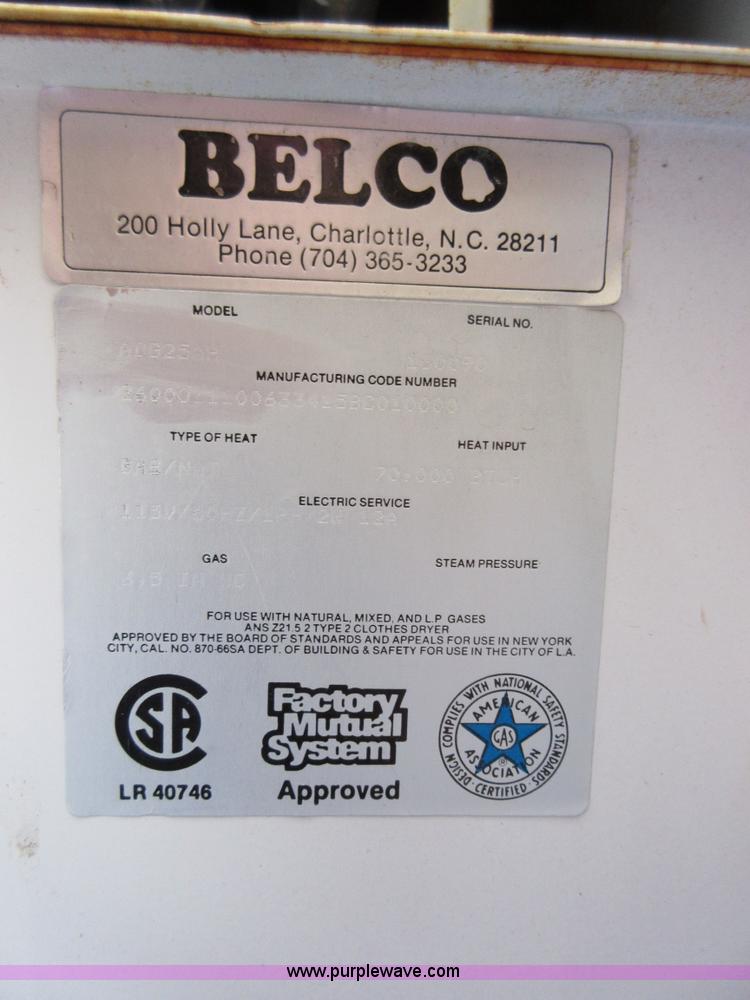 BELCO
200 Holly Lane, Charlottle, N.C. 28211
Phone (704) 365-3233
MODEL
SERIAL NO.
MANUFACTURING CODE NUMBER
TYPE OF HEAT
HEAT INPUT
ELECTRIC SERVICE
GAS
STEAM PRESSURE
FOR USE WITH NATURAL, MIXED, AND L.P. GASES
ANS Z21.5 2 TYPE 2 CLOTHES DRYER
APPROVED BY THE BOARD OF STANDARDS AND APPEALS FOR USE IN NEW YORK
CITY, CAL. NO. 870-66SA DEPT. OF BUILDING & SAFETY FOR USE IN THE CITY OF L.A.
SA
LR 40746
Factory
Mutual
System
Approved
DESIGN COMPLIES WITH NATIONAL SAFETY STANDARDS
AMERICAN
GAS
ASSOCIATION
®
CERTIFIED
www.purplewave.com